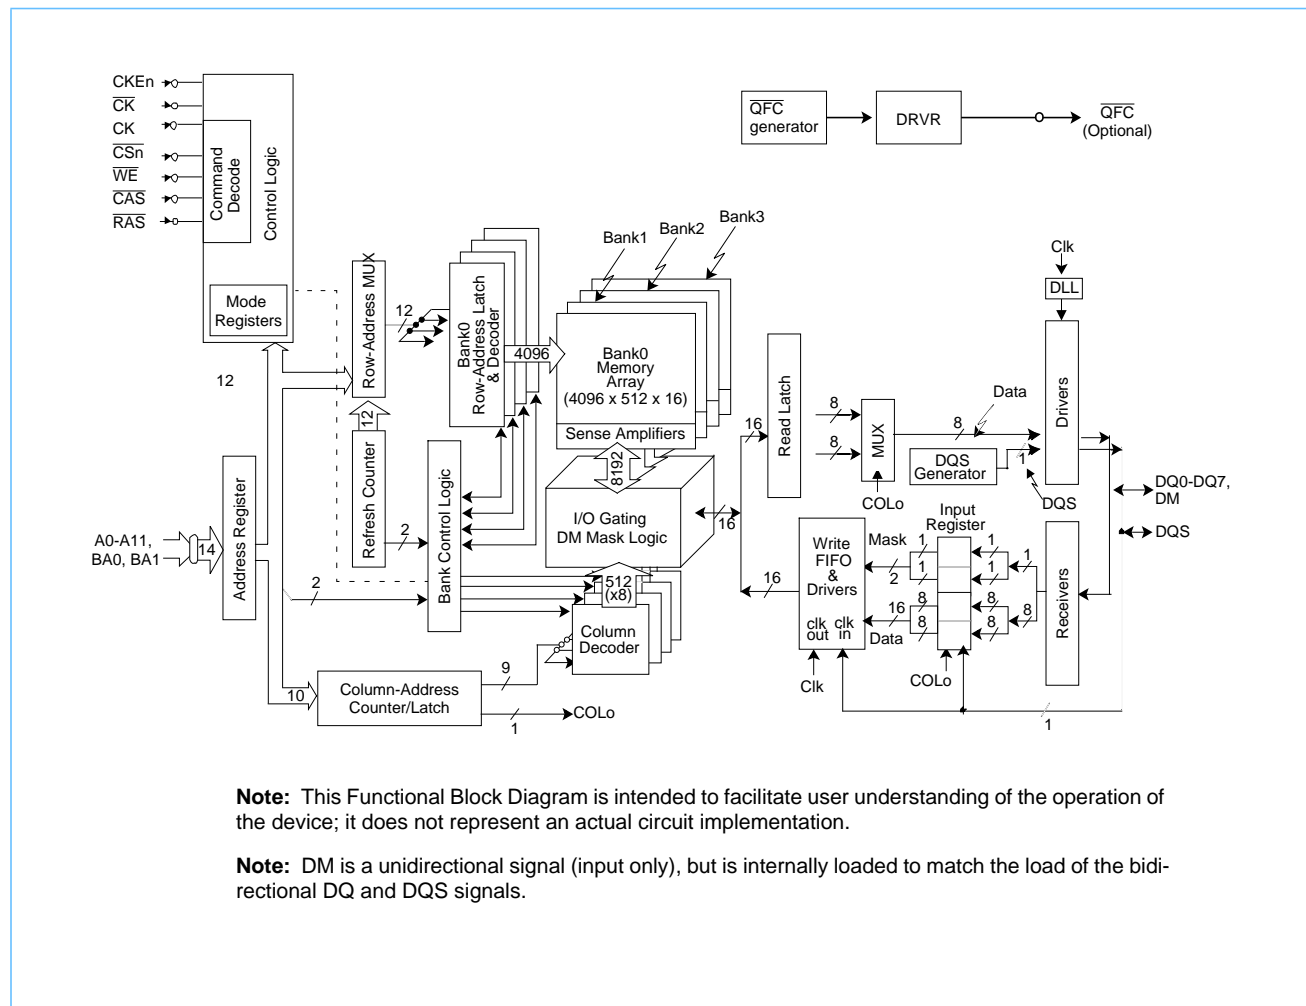 CKEn
CK
CK
CSn
WE
CAS
RAS
Command Decode
Control Logic
Mode
Registers
QFC
generator
DRVR
QFC
(Optional)
12
Row-Address MUX
12
12
Refresh Counter
Bank0
Row-Address Latch
& Decoder
4096
Bank1
Bank2
Bank3
Bank0
Memory
Array
(4096 x 512 x 16)
Sense Amplifiers
8192
I/O Gating
DM Mask Logic
Bank Control Logic
2
2
A0-A11,
BA0, BA1
14
Address Register
512
(x8)
Column
Decoder
10
Column-Address
Counter/Latch
9
1
COLo
16
16
16
Read Latch
8
8
MUX
COLo
8
Data
DQS
Generator
1
DQS
Clk
DLL
Drivers
DQ0-DQ7,
DM
DQS
Input
Register
Write
FIFO
&
Drivers
clk
out
clk
in
Clk
Mask
1
1
2
1
1
1
16
8
8
8
8
8
Data
COLo
Receivers
1
Note: This Functional Block Diagram is intended to facilitate user understanding of the operation of
the device; it does not represent an actual circuit implementation.
Note: DM is a unidirectional signal (input only), but is internally loaded to match the load of the bidi-
rectional DQ and DQS signals.